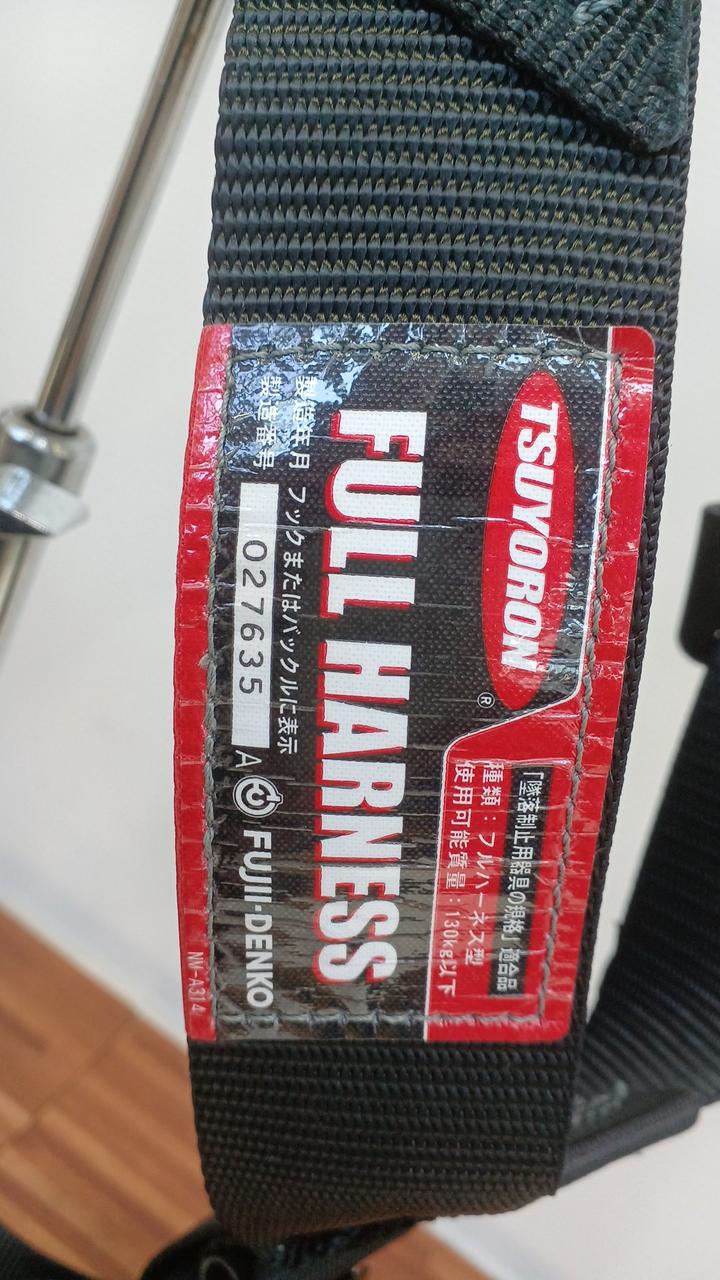 TSUYORON
®
「墜落制止用器具の規格」適合品
種類：フルハーネス型
使用可能質量：130kg以下
FULL HARNESS
製造年月 フックまたはバックルに表示
製造番号 027635 A FUJII-DENKO
NM-A314